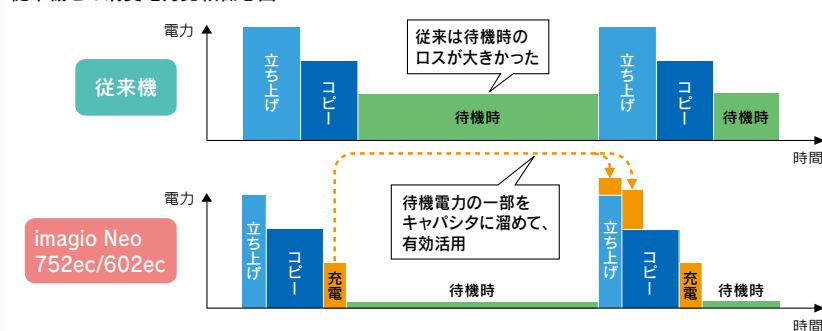 電力
従来は待機時の
ロスが大きかった
従来機
立ち上げ
コピー
待機時
立ち上げ
コピー
待機時
時間
電力
待機電力の一部を
キャパシタに溜めて、
有効活用
imagio Neo
752ec/602ec
立ち上げ
コピー
充電
待機時
立ち上げ
コピー
充電
待機時
時間